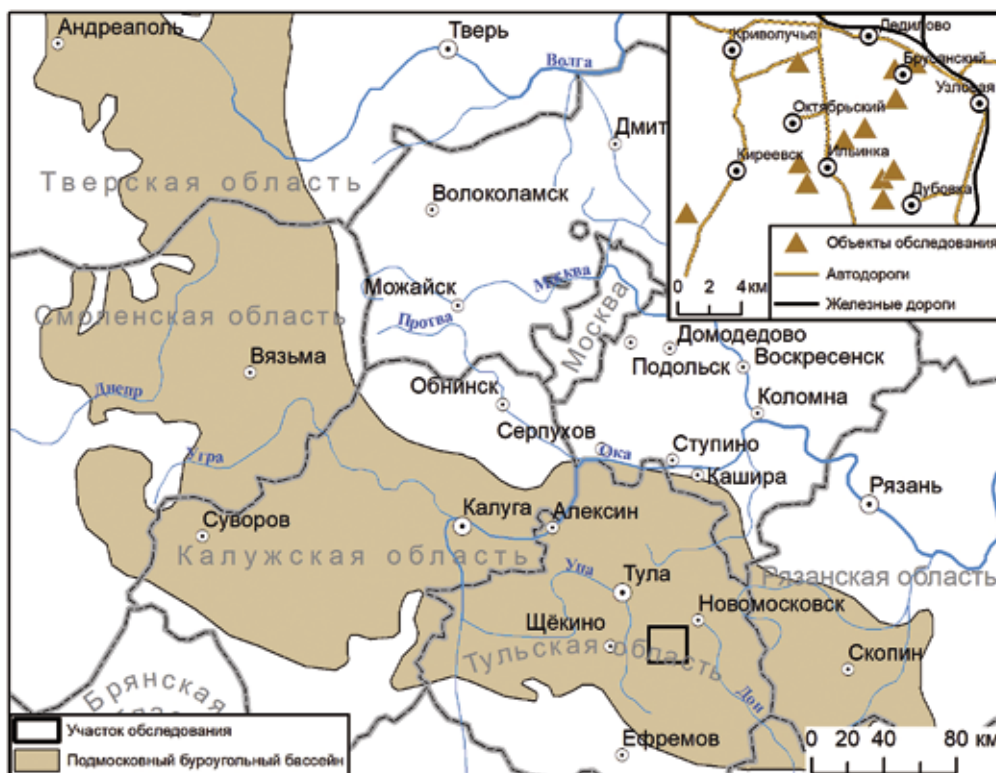 Андреаполь
Тверь
Волга
Дмит
Тверская область
Волоколамск
Можайск
Москва
Москва
Протва
Смоленская область
Вязьма
Домодедово
Подольск
Воскресенск
Обнинск
Днепр
Коломна
Серпухов
Ока
Ступино
Угра
Кашира
Рязань
Суворов
Калуга
Алексин
Калужская область
Упа
Тула
Рязанская область
Новомосковск
Щёкино
Тульская область
Скопин
Брянская
Дон
Ефремов
Участок обследования
Подмосковный буроугольный бассейн
0 20 40 80 км
Криволучье
Дедилово
Брусянский
Узловая
Октябрьский
Киреевск
Ильинка
Дубовка
Объекты обследования
Автодороги
Железные дороги
0 2 4 км